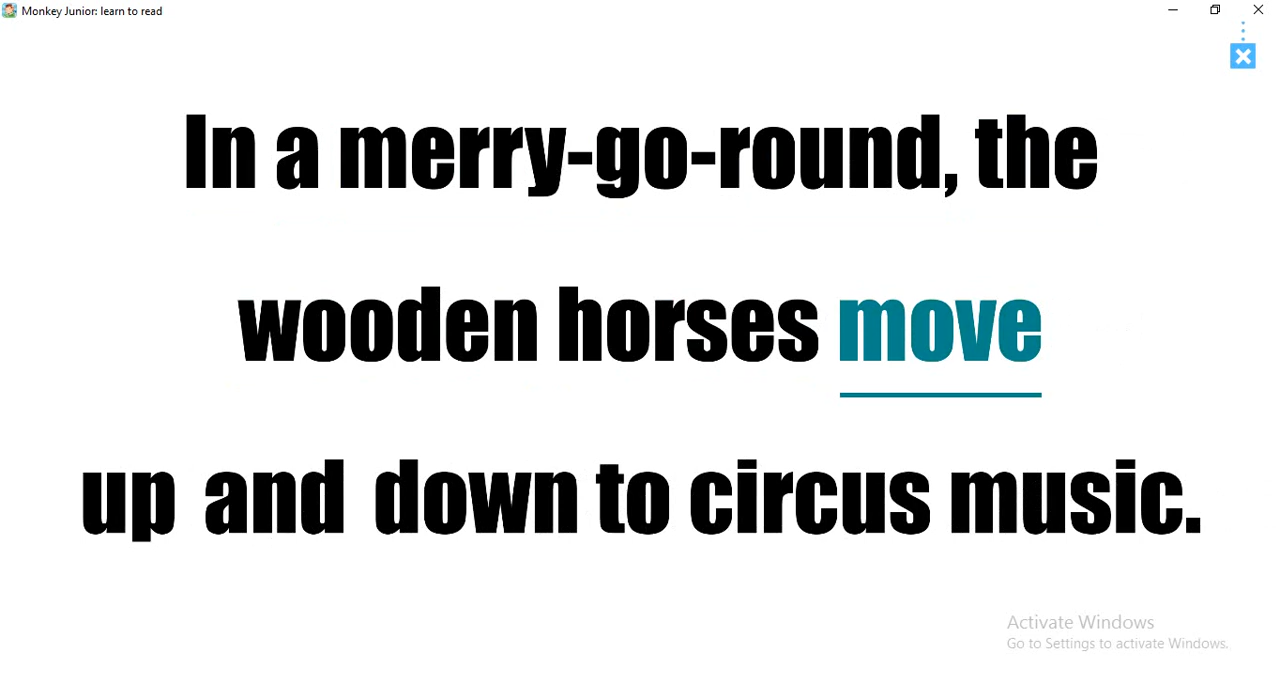 Monkey Junior: learn to read
In a merry-go-round, the
wooden horses move
up and down to circus music.
Activate Windows
Go to Settings to activate Windows.